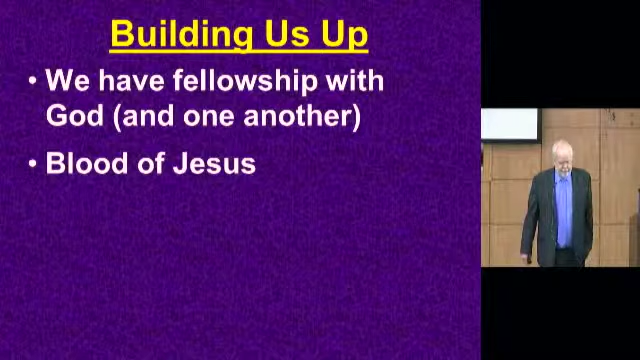 Building Us Up
• We have fellowship with
God (and one another)
• Blood of Jesus